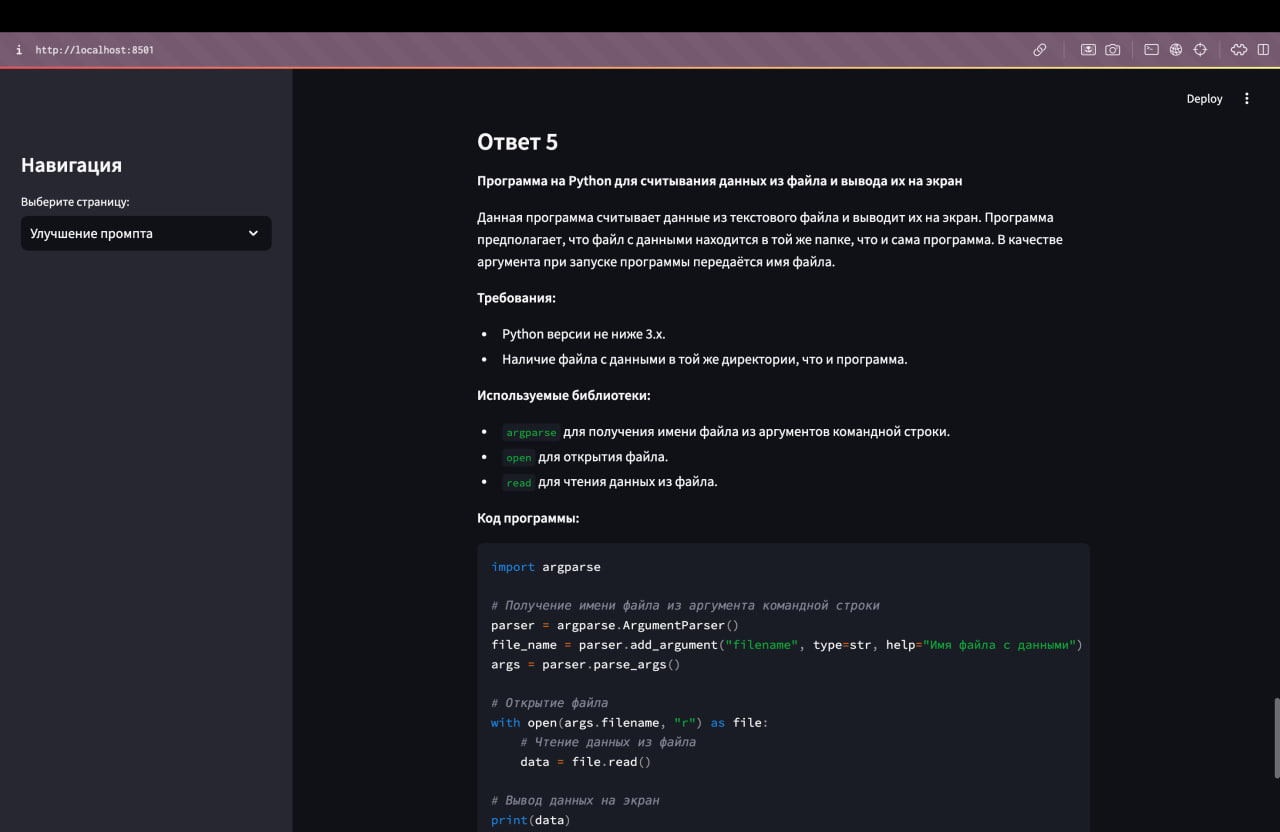 i http://localhost:8501
Deploy
Навигация
Выберите страницу:
Улучшение промпта
Ответ 5
Программа на Python для считывания данных из файла и вывода их на экран
Данная программа считывает данные из текстового файла и выводит их на экран. Программа
предполагает, что файл с данными находится в той же папке, что и сама программа. В качестве
аргумента при запуске программы передаётся имя файла.
Требования:
• Python версии не ниже 3.x.
• Наличие файла с данными в той же директории, что и программа.
Используемые библиотеки:
• argparse для получения имени файла из аргументов командной строки.
• open для открытия файла.
• read для чтения данных из файла.
Код программы:
import argparse
# Получение имени файла из аргумента командной строки
parser = argparse.ArgumentParser()
file_name = parser.add_argument("filename", type=str, help="Имя файла с данными")
args = parser.parse_args()
# Открытие файла
with open(args.filename, "r") as file:
    # Чтение данных из файла
    data = file.read()
# Вывод данных на экран
print(data)